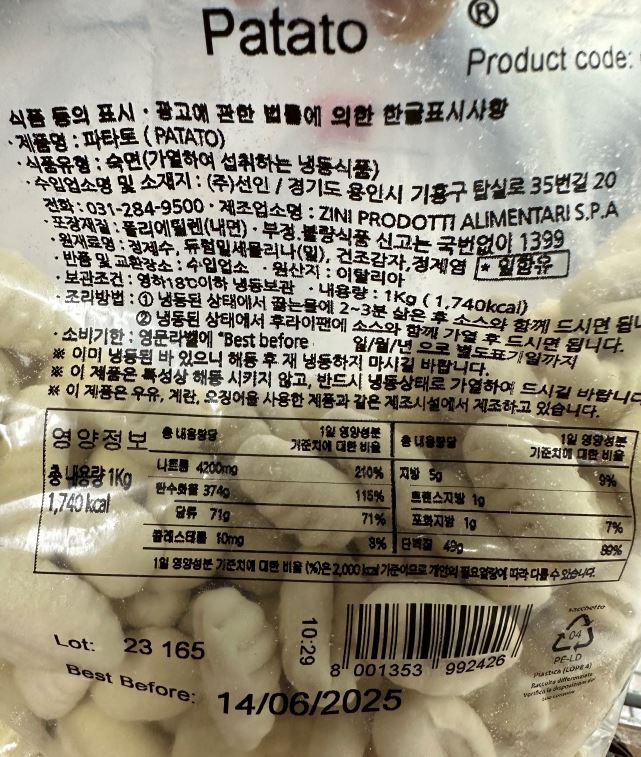 Patato ®
Product code:
식품 등의 표시 · 광고에 관한 법률에 의한 한글표시사항
· 제품명 : 파타토 ( PATATO)
· 식품유형 : 숙면(가열하여 섭취하는 냉동식품)
· 수입업소명 및 소재지 : (주)선인 / 경기도 용인시 기흥구 탑실로 35번길 20
전화 : 031-284-9500 · 제조업소명 : ZINI PRODOTTI ALIMENTARI S.P.A
· 포장재질 : 폴리에틸렌(내면) · 부정 불량식품 신고는 국번없이 1399
· 원재료명 : 정제수, 듀럼밀세몰리나(밀), 건조감자, 정제염 * 밀함유
· 반품 및 교환장소 : 수입업소 · 원산지 : 이탈리아
· 보관조건 : 영하18℃이하 냉동보관 · 내용량 : 1Kg ( 1,740kcal)
· 조리방법 : ① 냉동된 상태에서 끓는물에 2~3분 삶은 후 소스와 함께 드시면 됩니
② 냉동된 상태에서 후라이팬에 소스와 함께 가열 후 드시면 됩니다.
· 소비기한 : 영문라벨에 "Best before 일/월/년 으로 별도표기일까지
※ 이미 냉동된 바 있으니 해동 후 재 냉동하지 마시길 바랍니다.
※ 이 제품은 특성상 해동 시키지 않고, 반드시 냉동상태로 가열하여 드시길 바랍니다
※ 이 제품은 우유, 계란, 오징어를 사용한 제품과 같은 제조시설에서 제조하고 있습니다.
영양정보
총 내용량 1Kg
1,740 kcal
총 내용량당 1일 영양성분 기준치에 대한 비율
나트륨 4200mg 210%
탄수화물 374g 115%
당류 71g 71%
콜레스테롤 10mg 3%
총 내용량당 1일 영양성분 기준치에 대한 비율
지방 5g 9%
트랜스지방 1g
포화지방 1g 7%
단백질 49g 89%
1일 영양성분 기준치에 대한 비율 (%)은 2,000 kcal 기준이므로 개인의 필요열량에 따라 다를 수 있습니다.
Lot: 23 165
10:29
Best Before: 14/06/2025
8 001353 992426
sacchetto
04
PE-LD
Plastica (LDPE 4)
Raccolta differenziata
Verifica le disposizioni del
tuo comune